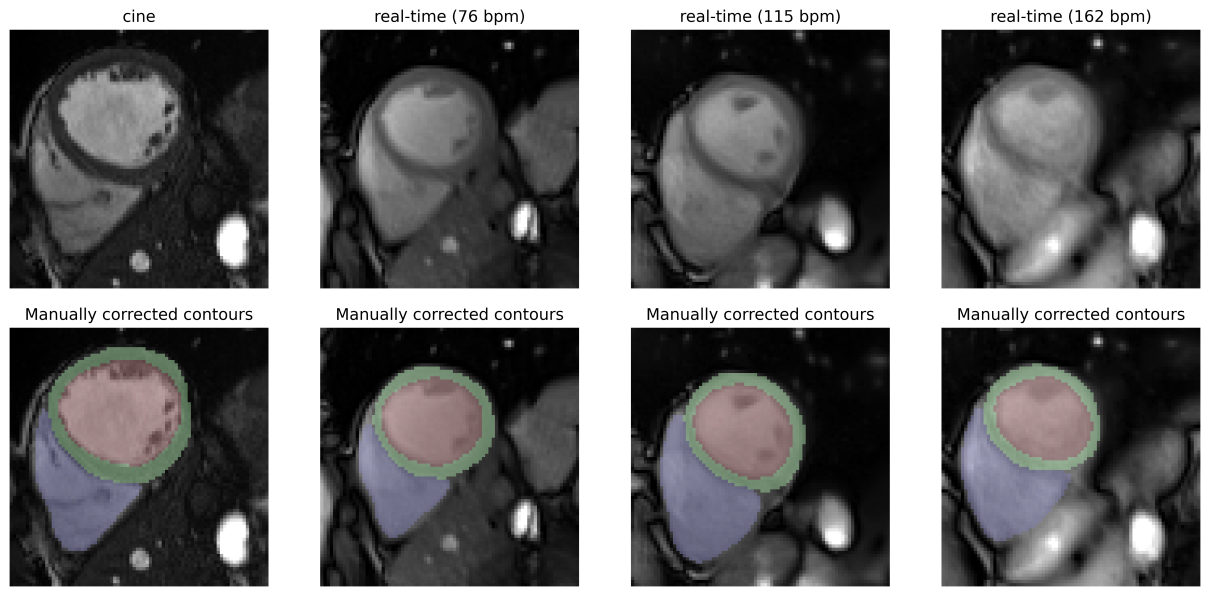 cine
real-time (76 bpm)
real-time (115 bpm)
real-time (162 bpm)
Manually corrected contours
Manually corrected contours
Manually corrected contours
Manually corrected contours